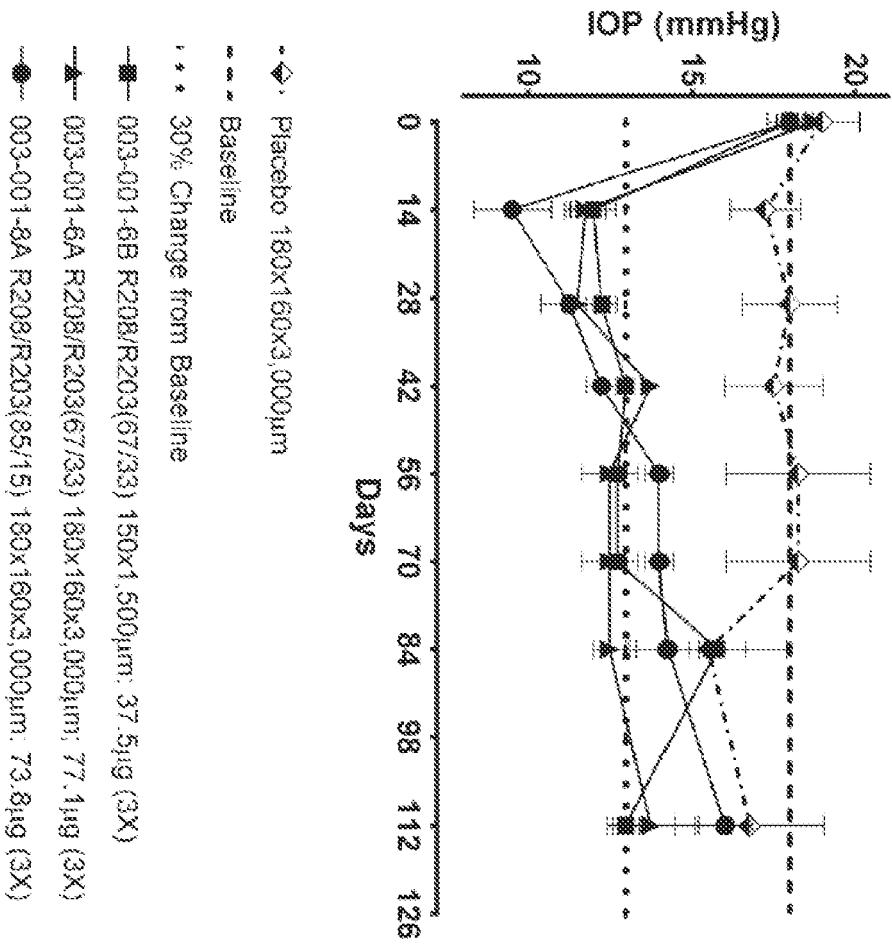 IOP (mmHg)
20
15
10
0 14 28 42 56 70 84 98 112 126
Days
Placebo 180x160x3,000µm
Baseline
30% Change from Baseline
003-001-6B R208/R203(67/33) 150x1,500µm: 37.5µg (3X)
003-001-6A R208/R203(67/33) 180x160x3,000µm; 77.1µg (3X)
003-001-8A R208/R203(85/15) 180x160x3,000µm: 73.8µg (3X)